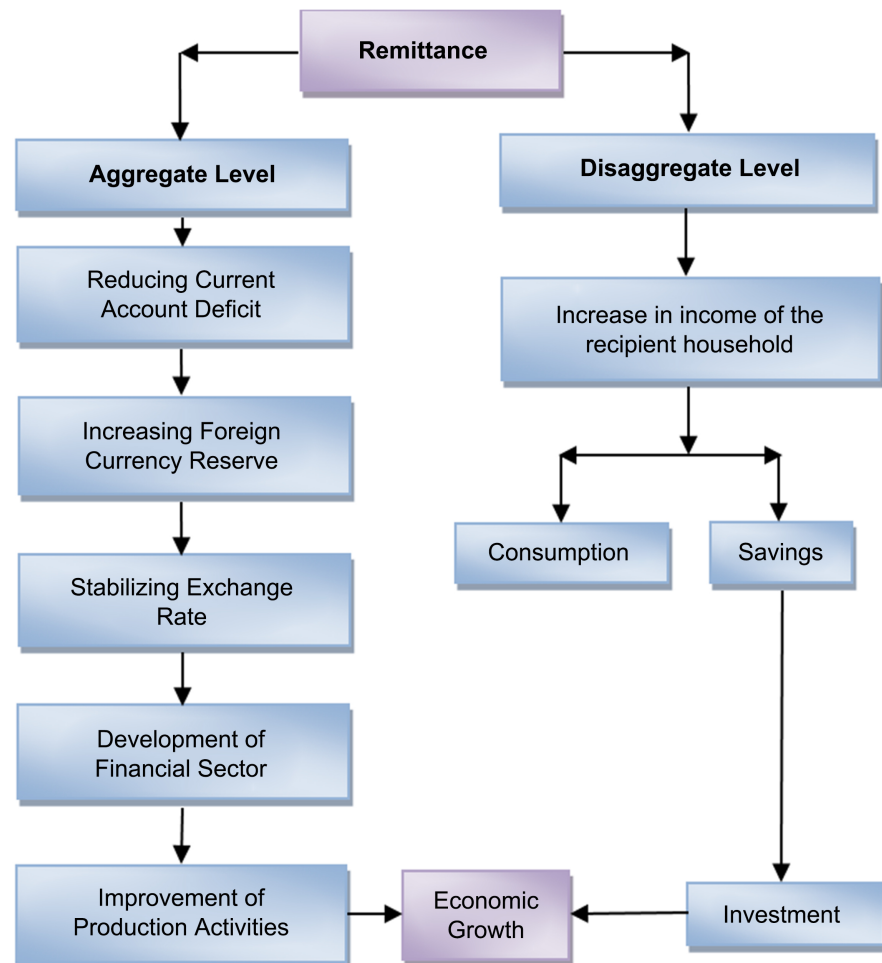 Remittance
Aggregate Level
Disaggregate Level
Reducing Current
Account Deficit
Increase in income of the
recipient household
Increasing Foreign
Currency Reserve
Consumption
Savings
Stabilizing Exchange
Rate
Development of
Financial Sector
Improvement of
Production Activities
Economic
Growth
Investment